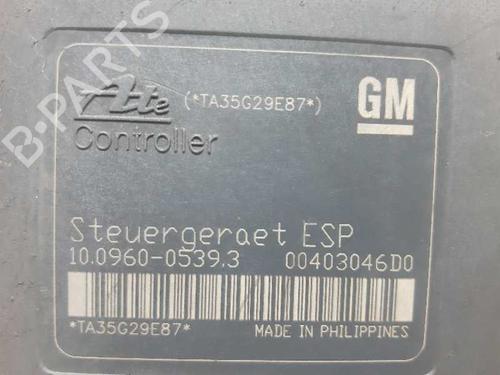 Ate (*TA35G29E87*) GM
Controller
Steuergeraet ESP
10.0960-0539.3 00403046D0
*TA35G29E87* MADE IN PHILIPPINES
B-PARTS